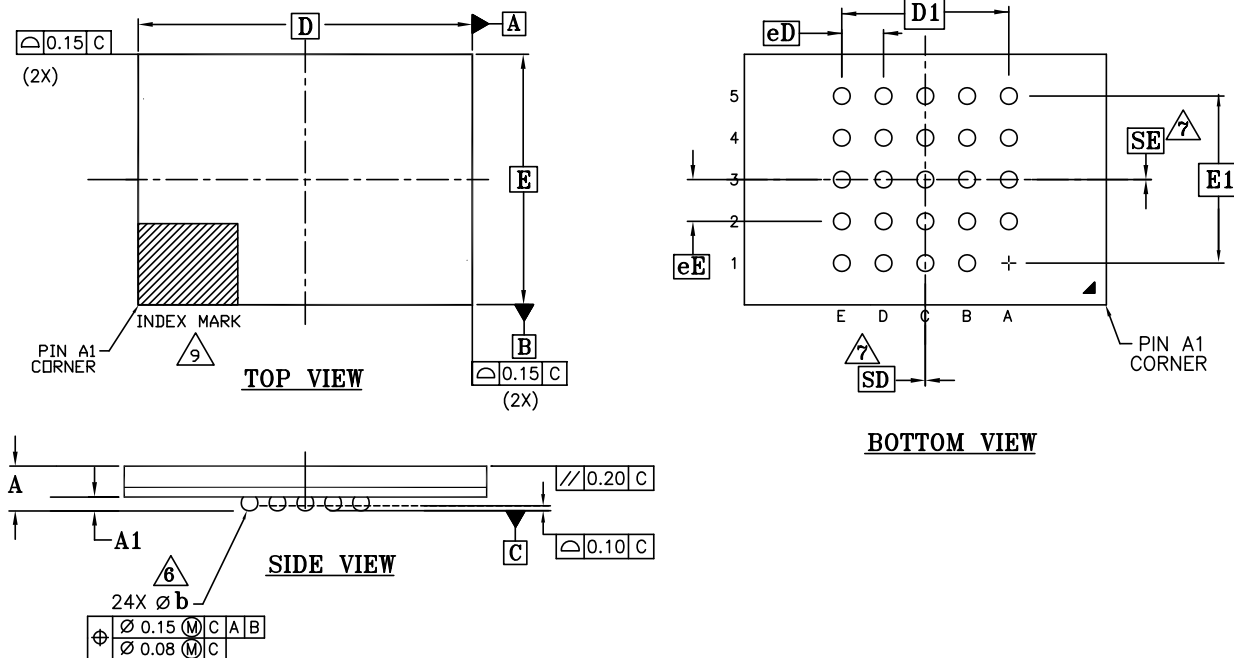 D
A
⌓ 0.15 C
(2X)
E
INDEX MARK
9
PIN A1
CORNER
B
⌓ 0.15 C
(2X)
TOP VIEW
D1
eD
5
4
3
2
1
SE
7
E1
eE
E D C B A
7
SD
PIN A1
CORNER
BOTTOM VIEW
A
A1
// 0.20 C
⌓ 0.10 C
C
SIDE VIEW
6
24X Ø b
⌖ Ø 0.15 Ⓜ C A B
Ø 0.08 Ⓜ C